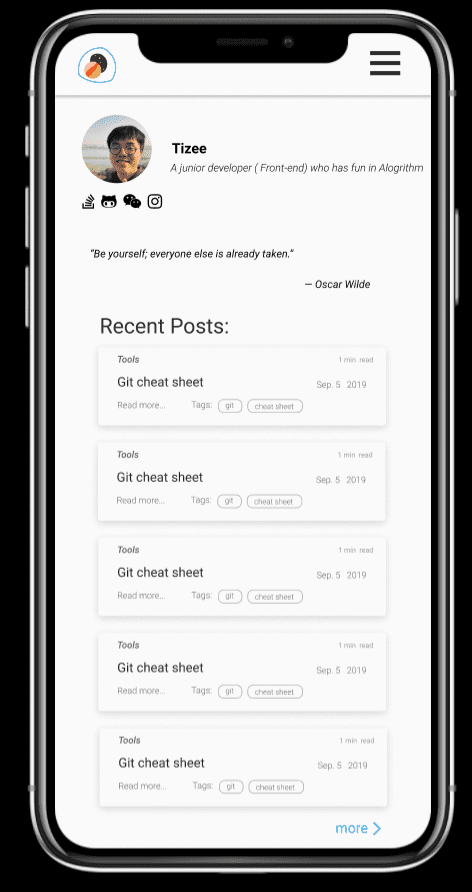 Tizee
A junior developer ( Front-end) who has fun in Alogrithm
“Be yourself; everyone else is already taken.”
― Oscar Wilde
Recent Posts:
Tools 1 min read
Git cheat sheet Sep. 5 2019
Read more... Tags: git cheat sheet
Tools 1 min read
Git cheat sheet Sep. 5 2019
Read more... Tags: git cheat sheet
Tools 1 min read
Git cheat sheet Sep. 5 2019
Read more... Tags: git cheat sheet
Tools 1 min read
Git cheat sheet Sep. 5 2019
Read more... Tags: git cheat sheet
Tools 1 min read
Git cheat sheet Sep. 5 2019
Read more... Tags: git cheat sheet
more